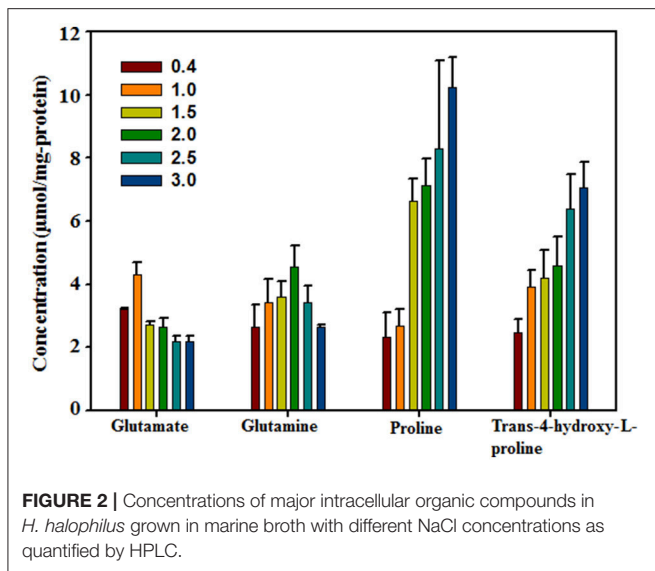 12
10
8
6
4
2
0
Concentration (µmol/mg-protein)
0.4
1.0
1.5
2.0
2.5
3.0
Glutamate
Glutamine
Proline
Trans-4-hydroxy-L-
proline
FIGURE 2 | Concentrations of major intracellular organic compounds in
H. halophilus grown in marine broth with different NaCl concentrations as
quantified by HPLC.